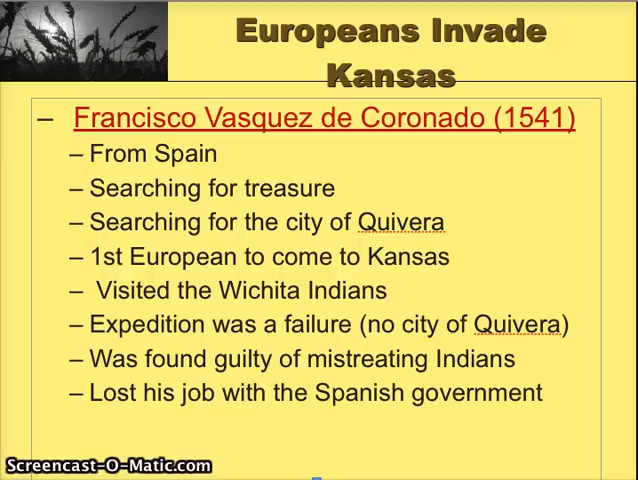 Europeans Invade
Kansas
– Francisco Vasquez de Coronado (1541)
– From Spain
– Searching for treasure
– Searching for the city of Quivera
– 1st European to come to Kansas
– Visited the Wichita Indians
– Expedition was a failure (no city of Quivera)
– Was found guilty of mistreating Indians
– Lost his job with the Spanish government
Screencast-O-Matic.com